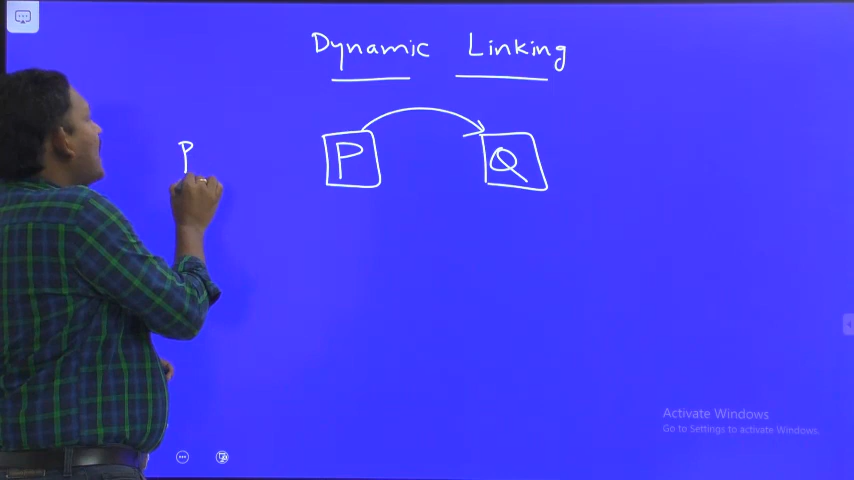 Dynamic Linking
P
P Q
Activate Windows
Go to Settings to activate Windows.